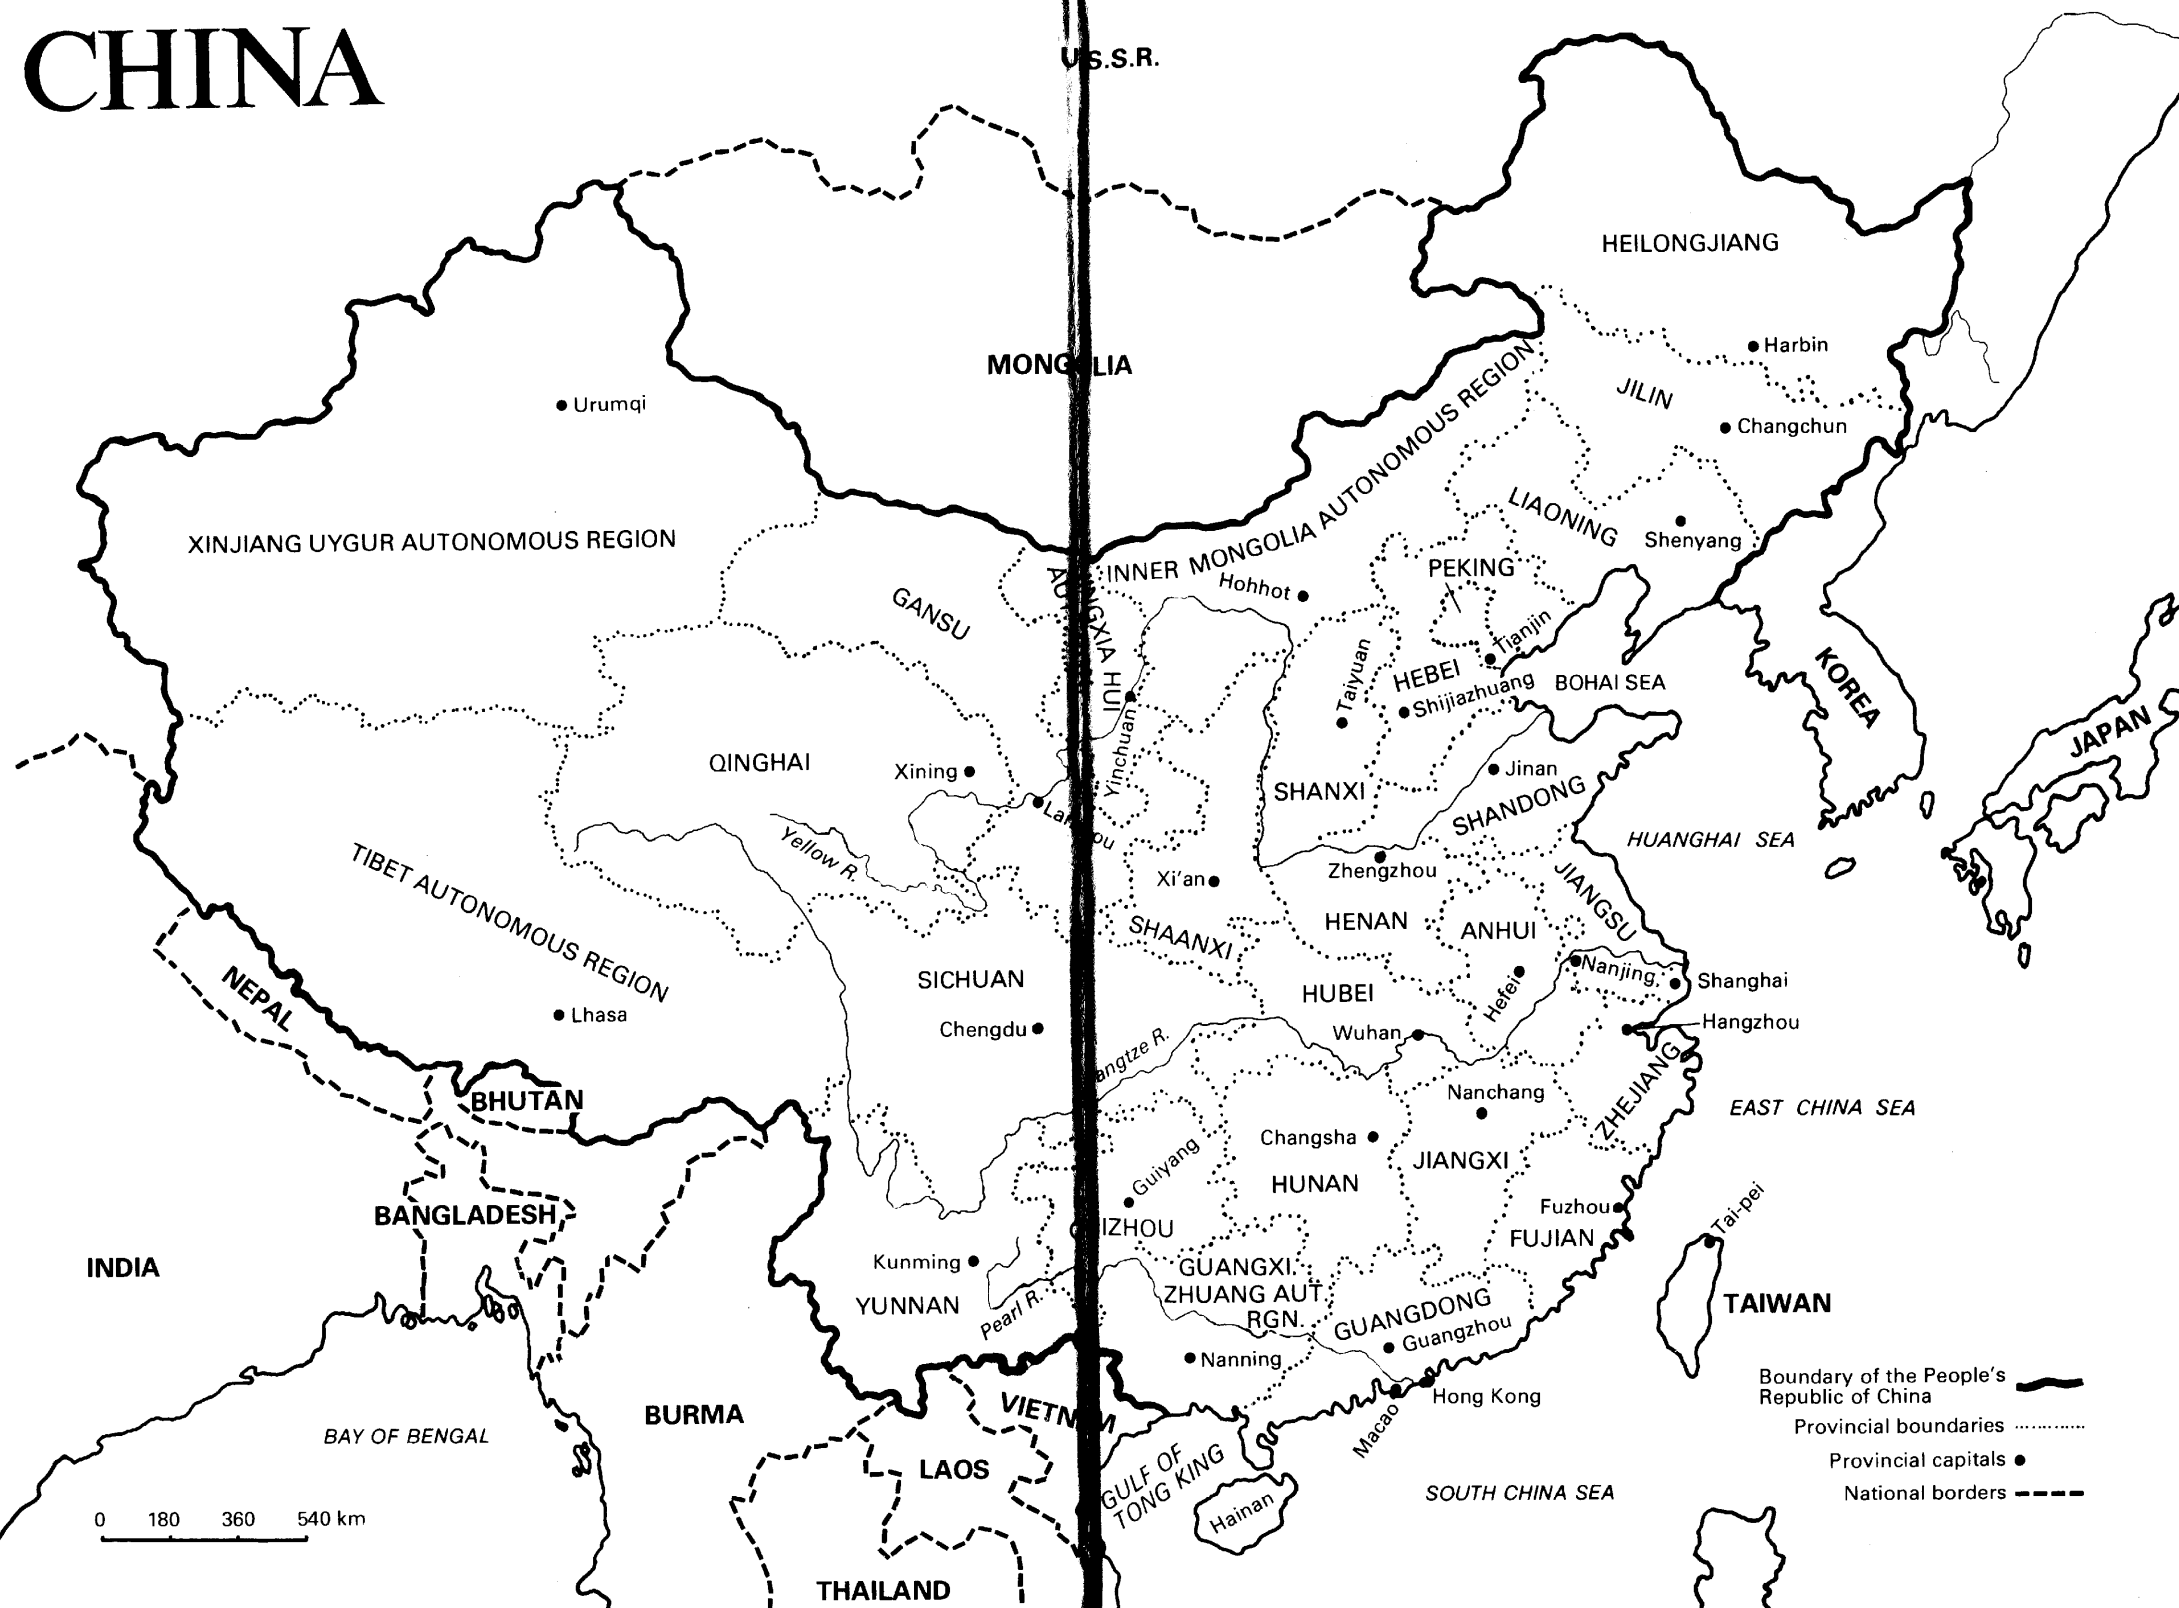 CHINA
U.S.S.R.
HEILONGJIANG
Harbin
MONGOLIA
JILIN
Changchun
Urumqi
INNER MONGOLIA AUTONOMOUS REGION
LIAONING
Shenyang
XINJIANG UYGUR AUTONOMOUS REGION
PEKING
Hohhot
GANSU
HUI
Tianjin
Taiyuan
HEBEI
Shijiazhuang
BOHAI SEA
KOREA
JAPAN
Yinchuan
QINGHAI
Xining
Jinan
SHANXI
SHANDONG
Yellow R.
HUANGHAI SEA
Zhengzhou
Xi'an
TIBET AUTONOMOUS REGION
JIANGSU
HENAN
ANHUI
SHAANXI
NEPAL
SICHUAN
Nanjing
Shanghai
HUBEI
Hefei
Lhasa
Chengdu
Wuhan
Hangzhou
angtze R.
BHUTAN
Nanchang
ZHEJIANG
EAST CHINA SEA
Changsha
JIANGXI
Guiyang
HUNAN
BANGLADESH
Fuzhou
Tai-pei
IZHOU
FUJIAN
INDIA
Kunming
GUANGXI
ZHUANG AUT.
RGN.
YUNNAN
Pearl R.
GUANGDONG
Guangzhou
TAIWAN
Nanning
Boundary of the People's
Republic of China
Hong Kong
VIETNAM
BURMA
Macao
Provincial boundaries
BAY OF BENGAL
Provincial capitals
LAOS
GULF OF
TONG KING
SOUTH CHINA SEA
National borders
Hainan
0 180 360 540 km
THAILAND